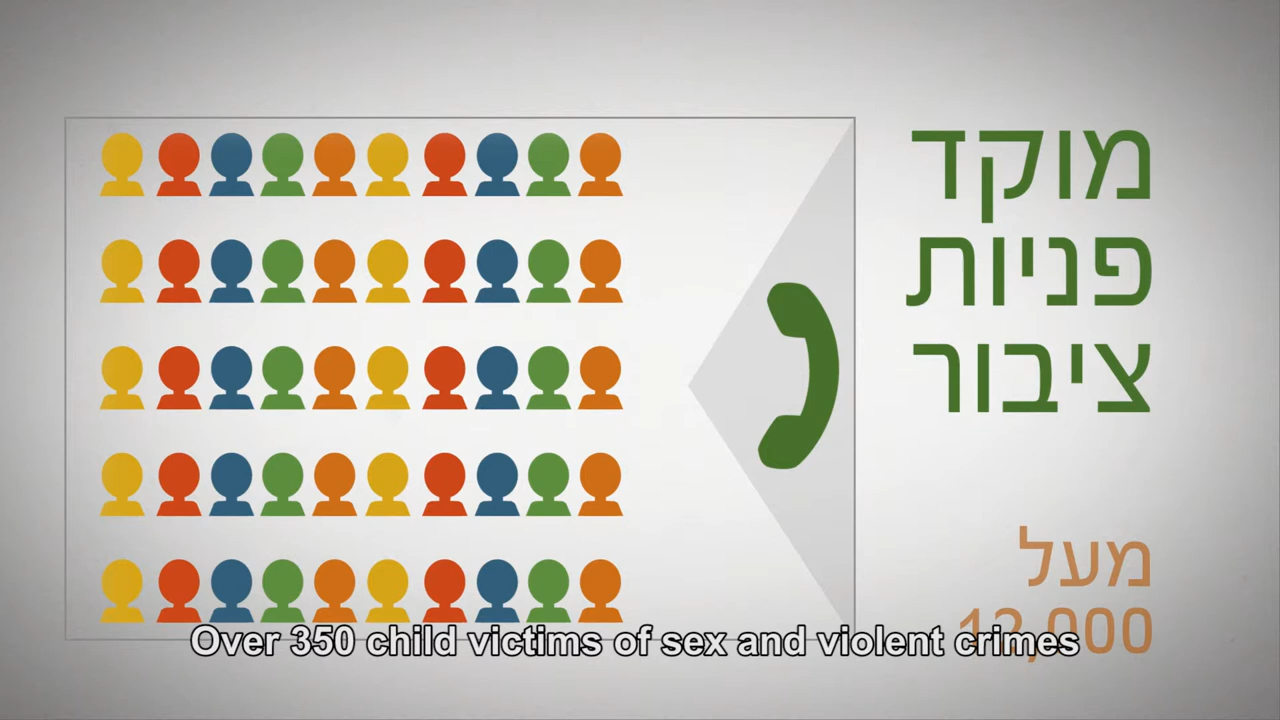 מוקד
פניות
ציבור
מעל
12,000
Over 350 child victims of sex and violent crimes